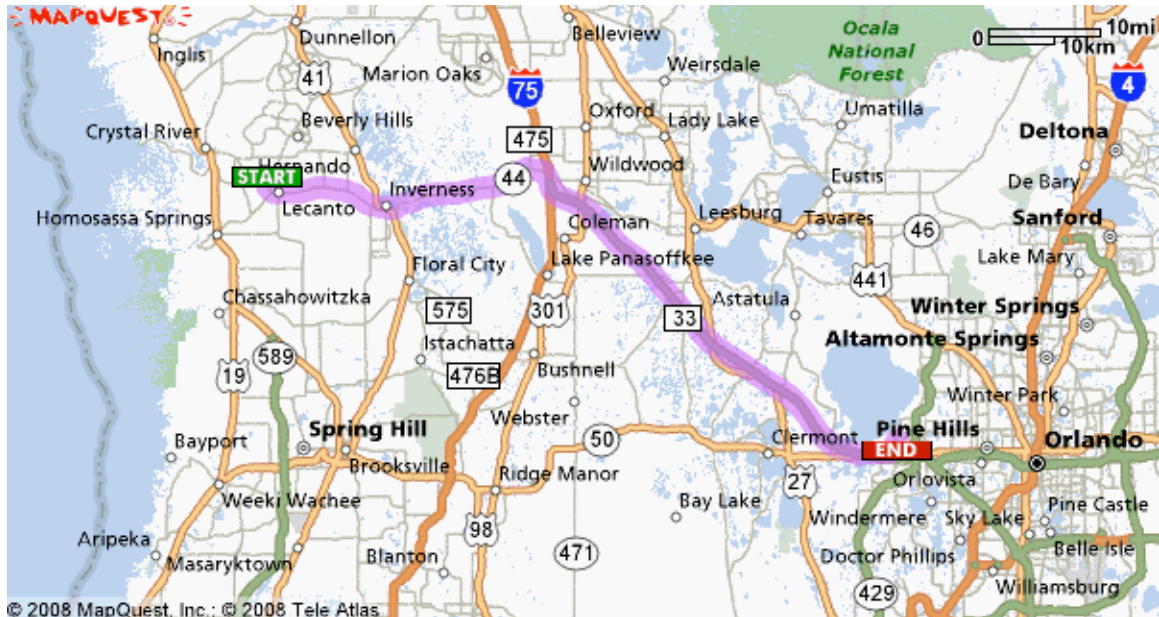 MAPQUEST
Inglis
Dunnellon
Belleview
Ocala
National
Forest
0 10mi
10km
41
Marion Oaks
75
Weirsdale
4
Crystal River
Beverly Hills
475
Oxford
Lady Lake
Umatilla
Deltona
Hernando
START
Lecanto
Inverness
44
Wildwood
Eustis
De Bary
Homosassa Springs
Coleman
Leesburg
Tavares
46
Sanford
Floral City
Lake Panasoffkee
441
Lake Mary
Chassahowitzka
575
301
33
Astatula
Winter Springs
589
Istachatta
Altamonte Springs
19
476B
Bushnell
Winter Park
Webster
Bayport
Spring Hill
50
Clermont
Pine Hills
END
Orlando
Brooksville
Ridge Manor
27
Orlovista
Weeki Wachee
98
Bay Lake
Windermere
Sky Lake
Pine Castle
Aripeka
Masaryktown
Blanton
471
Doctor Phillips
Belle Isle
429
Williamsburg
© 2008 MapQuest, Inc.; © 2008 Tele Atlas